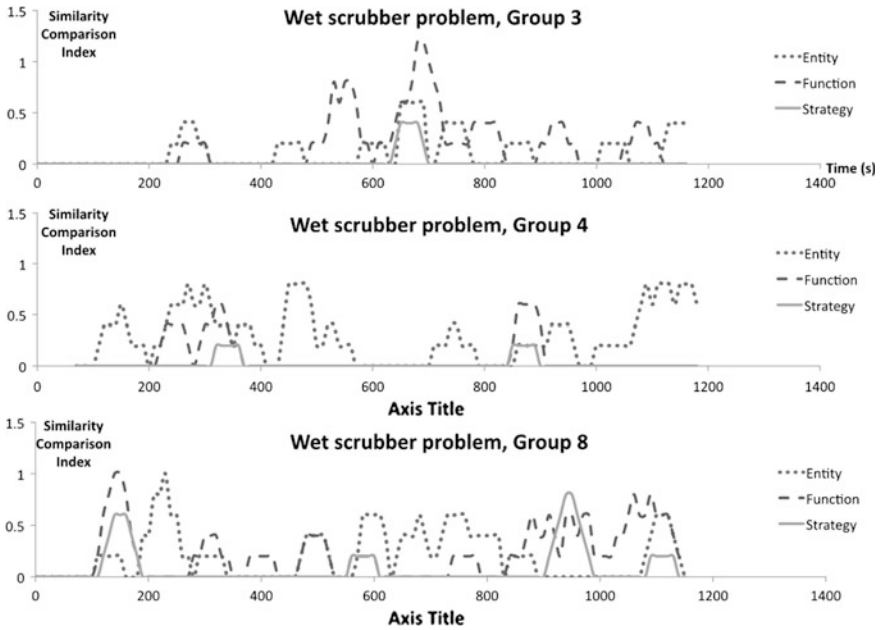 Similarity
Comparison
Index
Wet scrubber problem, Group 3
1.5
1
0.5
0
Entity
Function
Strategy
0 200 400 600 800 1000 1200 1400
Time (s)
Similarity
Comparison
Index
Wet scrubber problem, Group 4
1.5
1
0.5
0
Entity
Function
Strategy
0 200 400 600 800 1000 1200 1400
Axis Title
Similarity
Comparison
Index
Wet scrubber problem, Group 8
1.5
1
0.5
0
Entity
Function
Strategy
0 200 400 600 800 1000 1200 1400
Axis Title